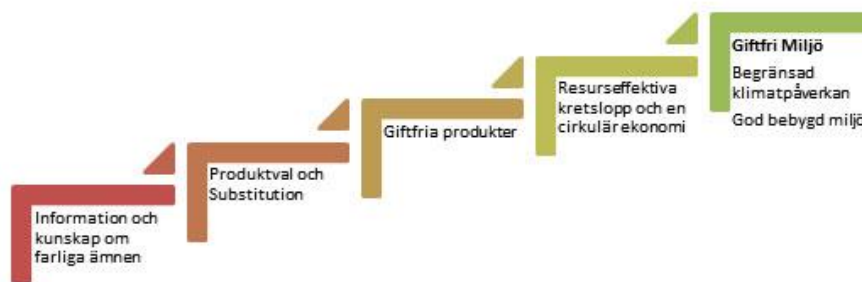 Information och
kunskap om
farliga ämnen
Produktval och
Substitution
Giftfria produkter
Resurseffektiva
kretslopp och en
cirkulär ekonomi
Giftfri Miljö
Begränsad
klimatpåverkan
God bebygd miljö